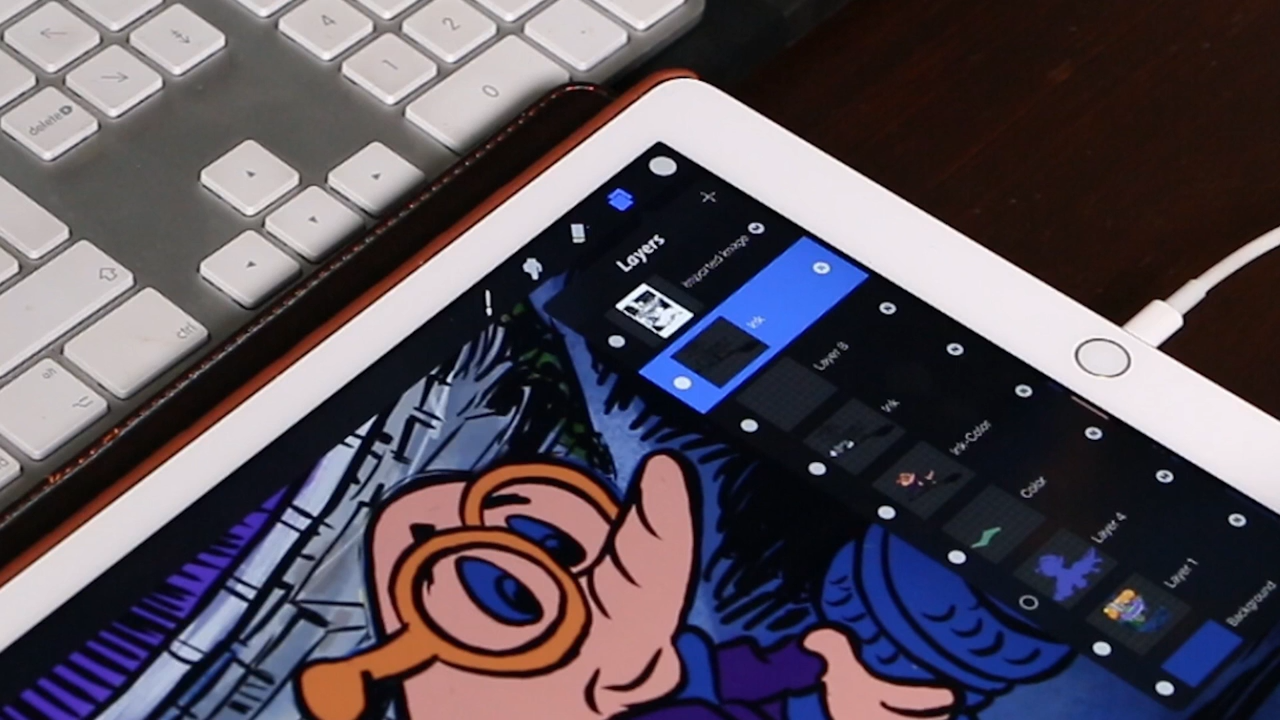 4
2
1
0
delete
ctrl
alt
Layers
Imported Image
Ink
Layer 8
Ink
Ink-Color
Color
Layer 4
Layer 1
Background